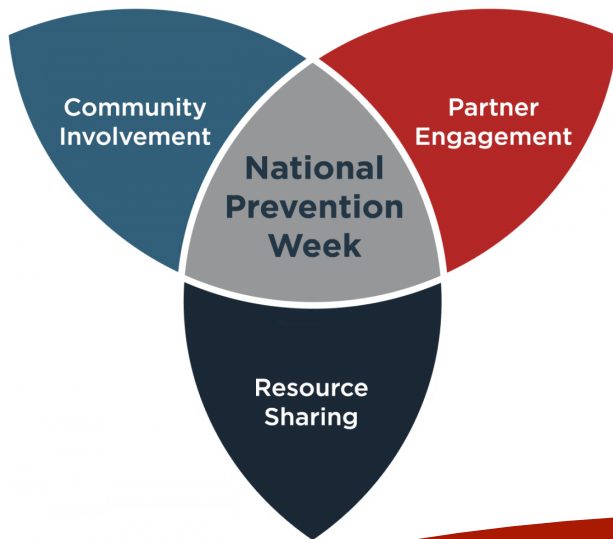 Community
Involvement
Partner
Engagement
National
Prevention
Week
Resource
Sharing